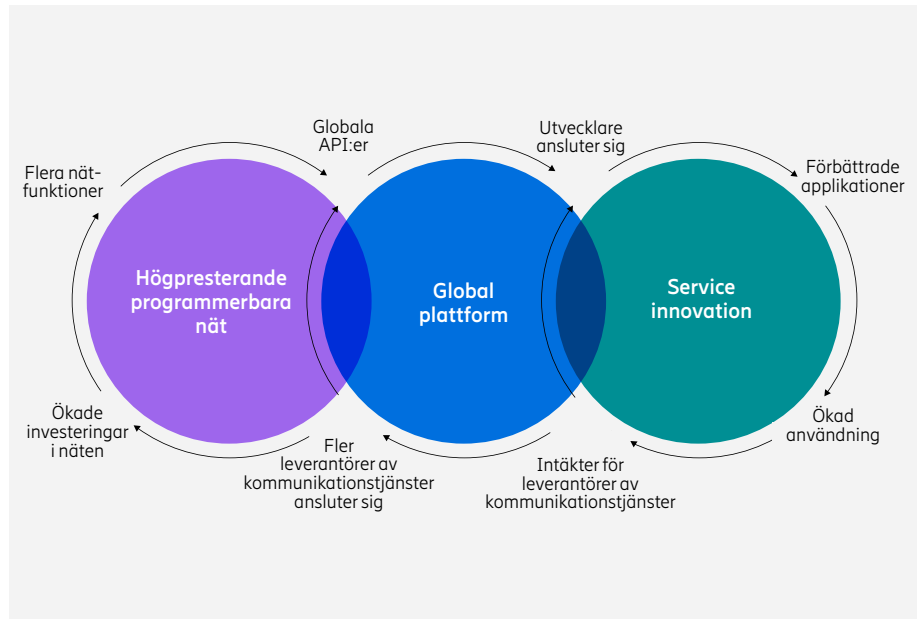 Globala
API:er
Utvecklare
ansluter sig
Flera nät-
funktioner
Förbättrade
applikationer
Högpresterande
programmerbara
nät
Global
plattform
Service
innovation
Ökade
investeringar
i näten
Fler
leverantörer av
kommunikationstjänster
ansluter sig
Intäkter för
leverantörer av
kommunikationstjänster
Ökad
användning